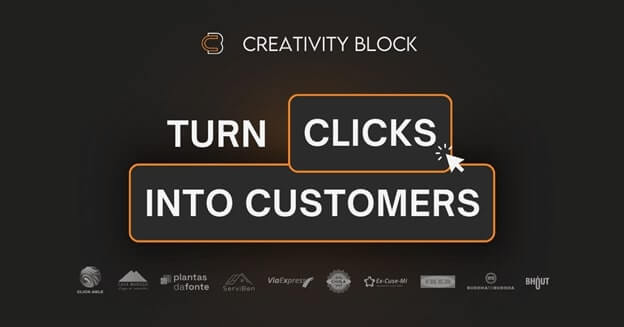 CREATIVITY BLOCK
TURN CLICKS
INTO CUSTOMERS
plantas
dafonte
ServiBen
ViaExpress
Ex-Cuse-Mi
BHOUT